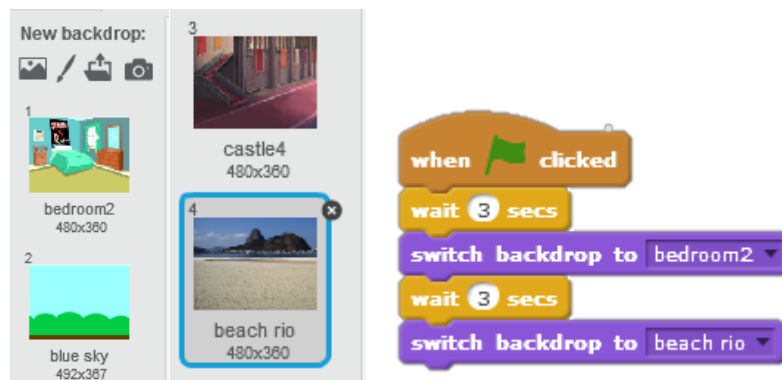 New backdrop:
1
bedroom2
480x360
2
blue sky
492x367
3
castle4
480x360
4
beach rio
480x360
when clicked
wait 3 secs
switch backdrop to bedroom2
wait 3 secs
switch backdrop to beach rio